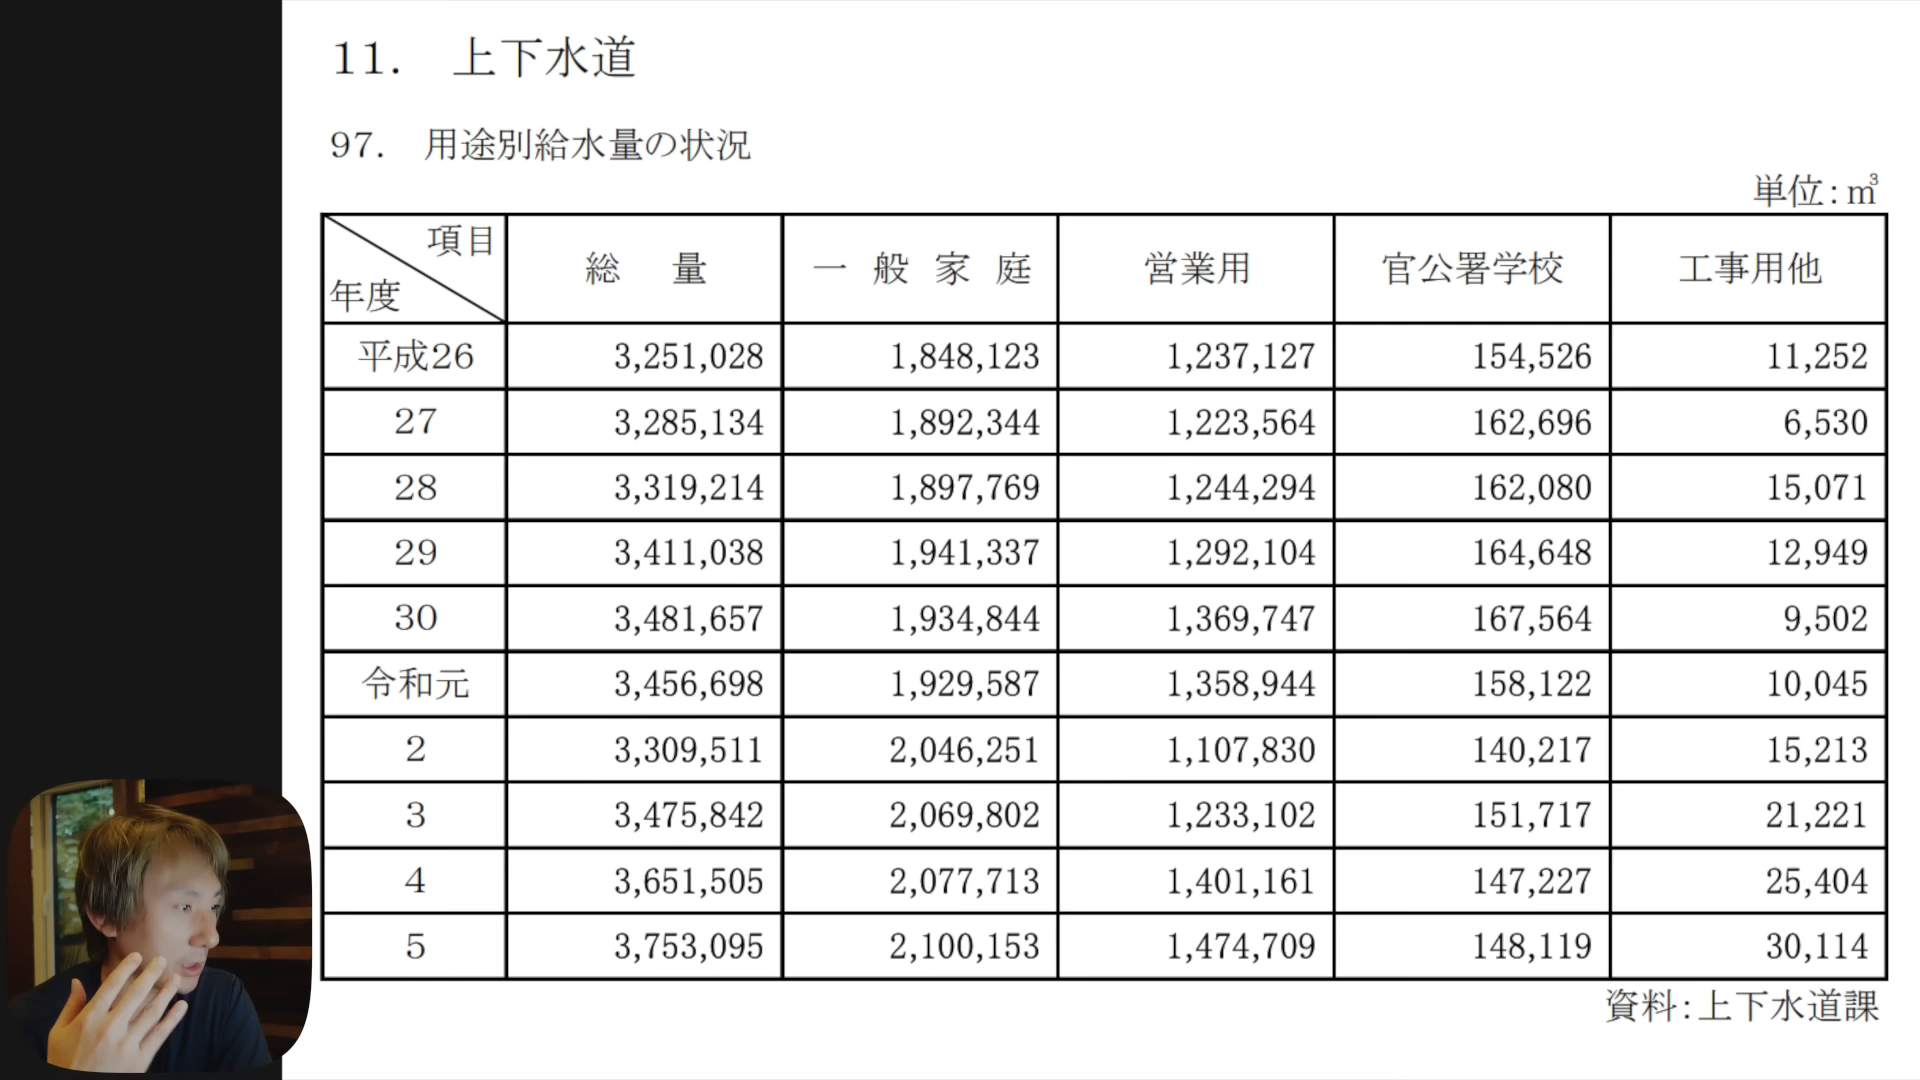 11. 上下水道
97. 用途別給水量の状況
単位:㎥
項目
年度
総量 一般家庭 営業用 官公署学校 工事用他
平成26 3,251,028 1,848,123 1,237,127 154,526 11,252
27 3,285,134 1,892,344 1,223,564 162,696 6,530
28 3,319,214 1,897,769 1,244,294 162,080 15,071
29 3,411,038 1,941,337 1,292,104 164,648 12,949
30 3,481,657 1,934,844 1,369,747 167,564 9,502
令和元 3,456,698 1,929,587 1,358,944 158,122 10,045
2 3,309,511 2,046,251 1,107,830 140,217 15,213
3 3,475,842 2,069,802 1,233,102 151,717 21,221
4 3,651,505 2,077,713 1,401,161 147,227 25,404
5 3,753,095 2,100,153 1,474,709 148,119 30,114
資料:上下水道課